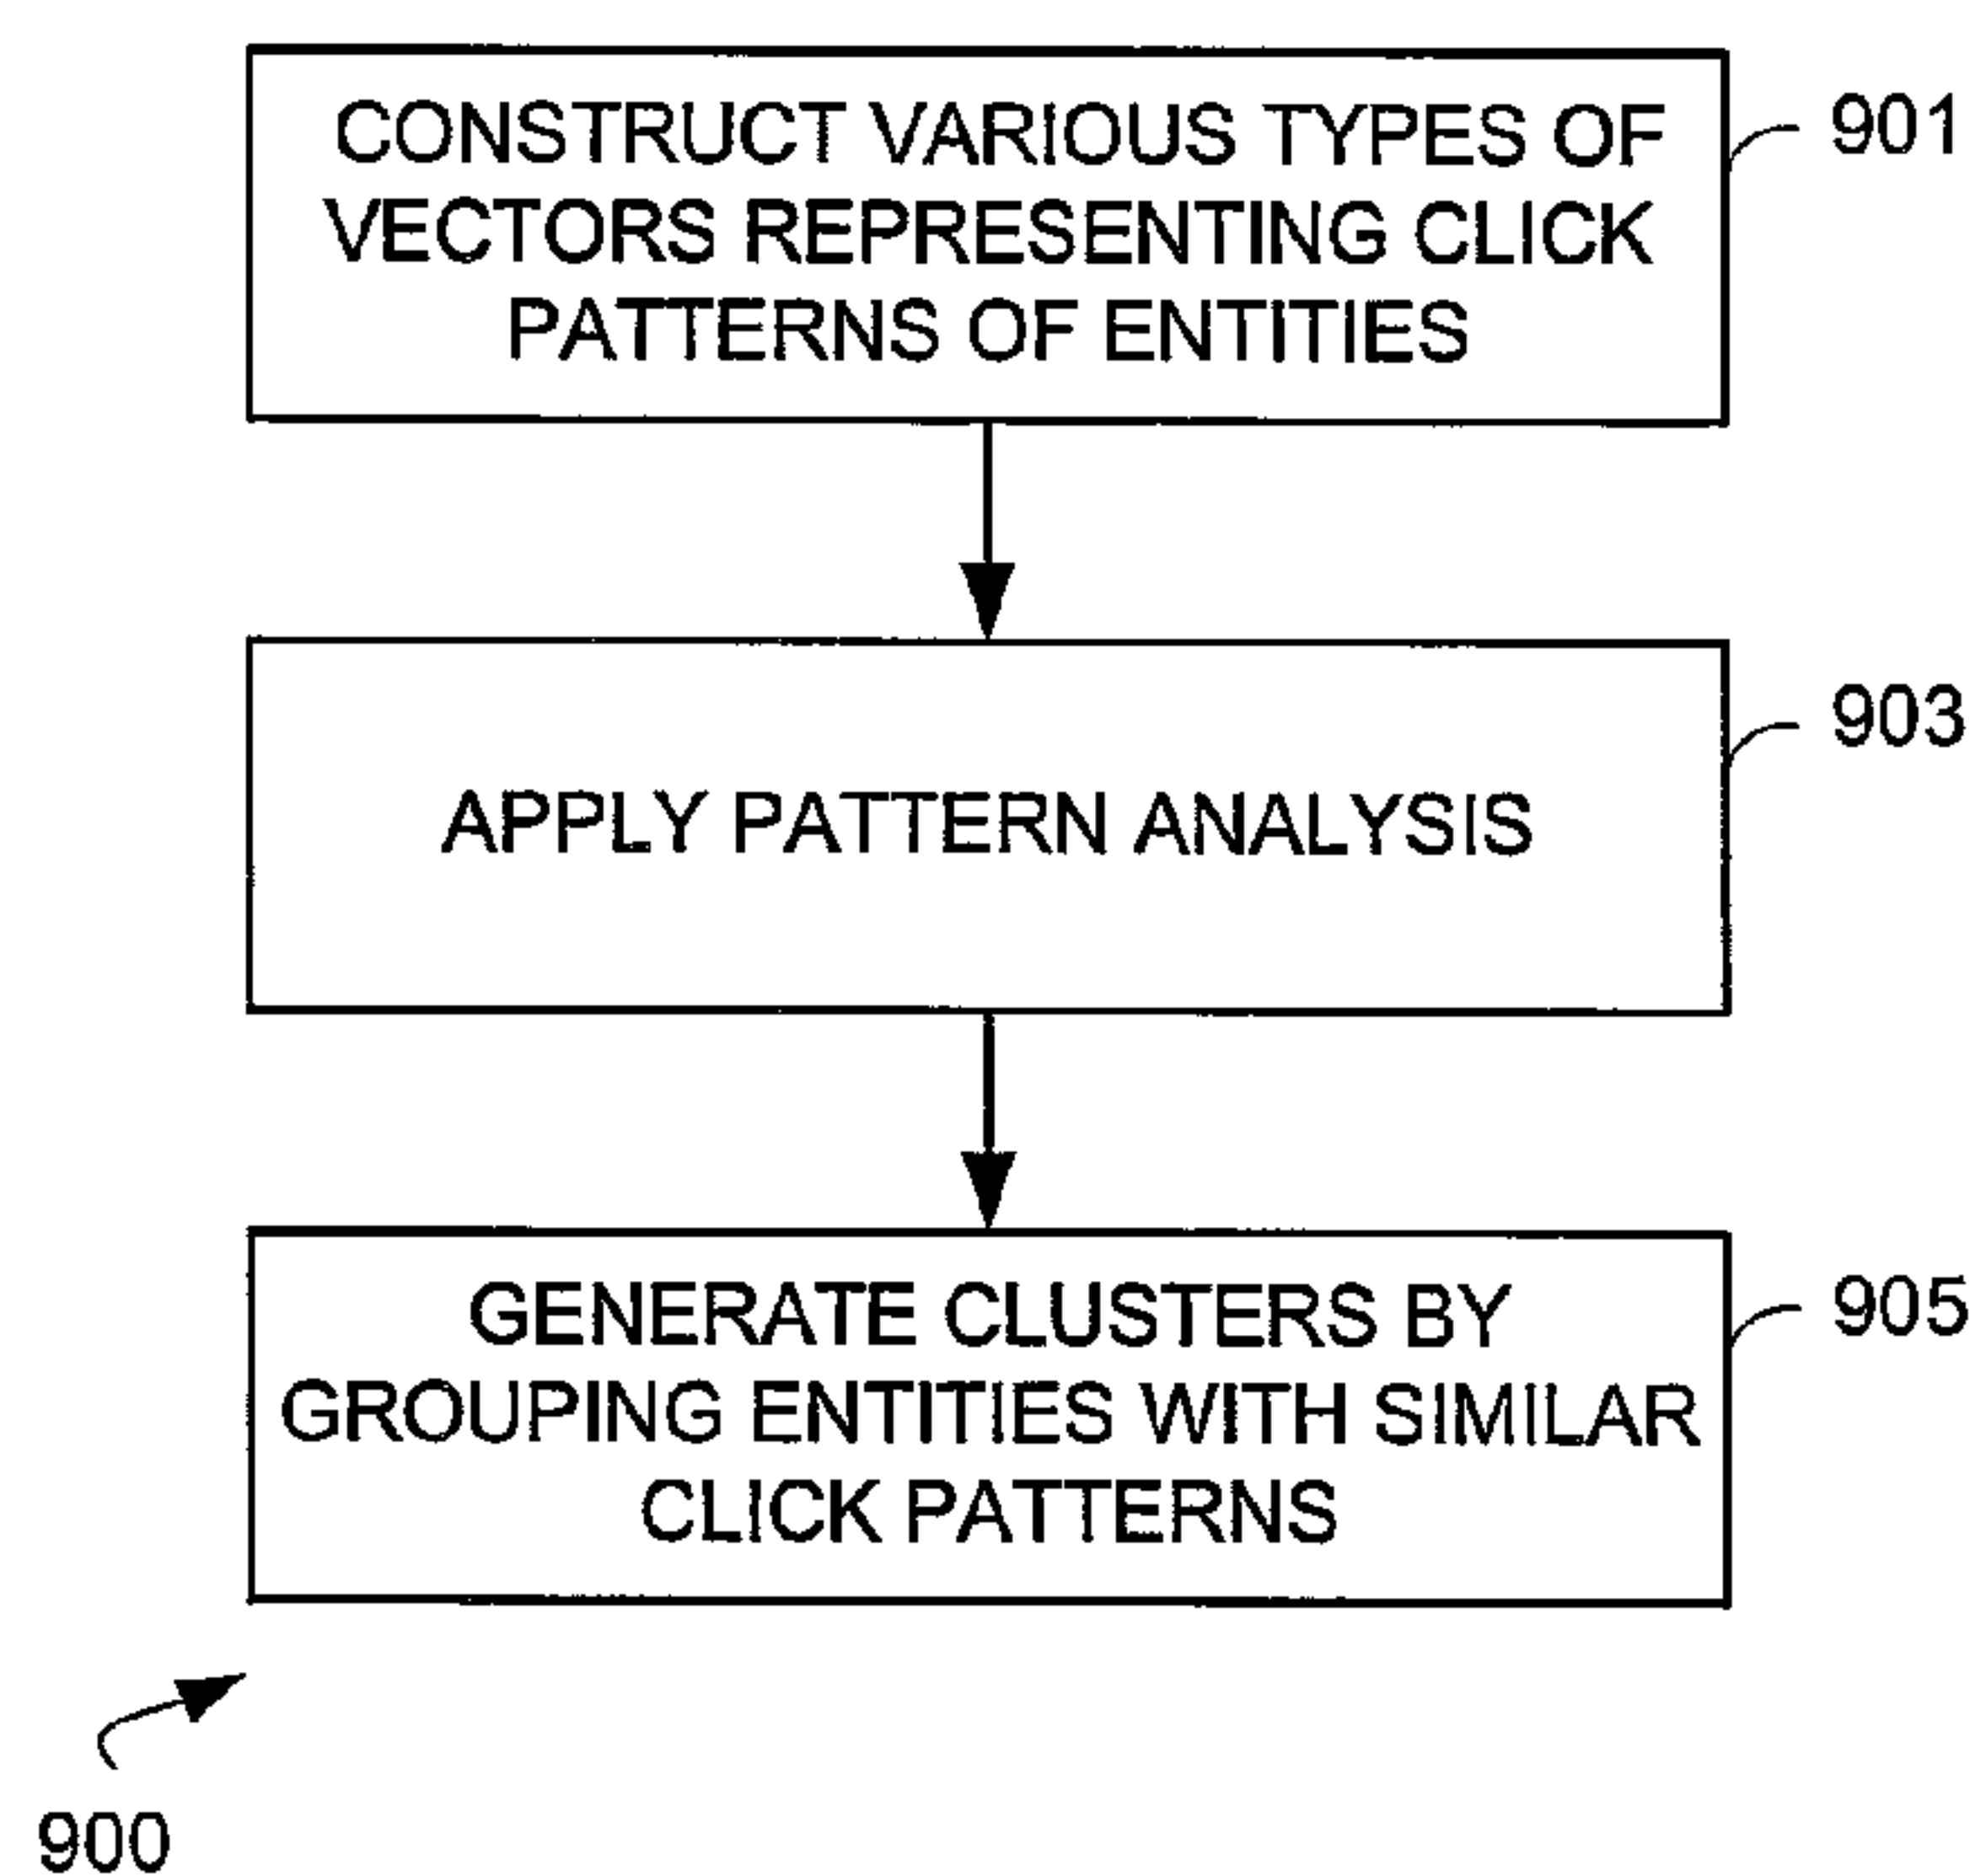 CONSTRUCT VARIOUS TYPES OF
VECTORS REPRESENTING CLICK
PATTERNS OF ENTITIES
901
APPLY PATTERN ANALYSIS
903
GENERATE CLUSTERS BY
GROUPING ENTITIES WITH SIMILAR
CLICK PATTERNS
905
900